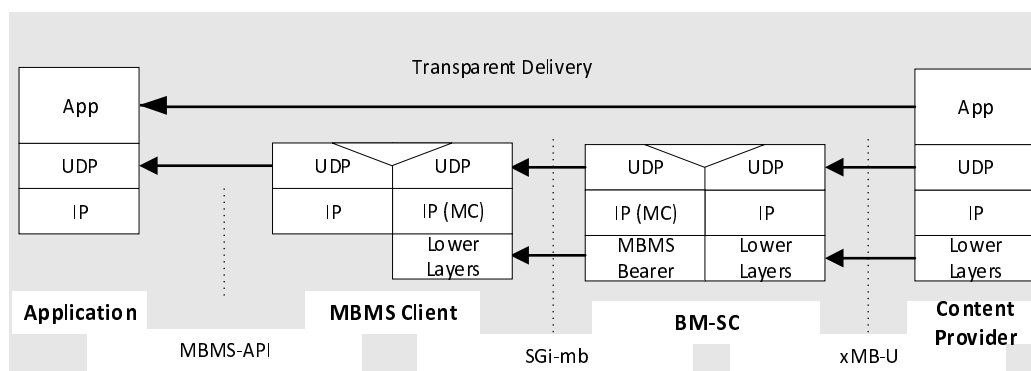 Transparent Delivery
App
App
UDP
UDP
UDP
UDP
UDP
UDP
IP
IP
IP (MC)
IP (MC)
IP
IP
Lower
Layers
MBMS
Bearer
Lower
Layers
Lower
Layers
Application
MBMS Client
BM-SC
Content
Provider
MBMS-API
SGi-mb
xMB-U